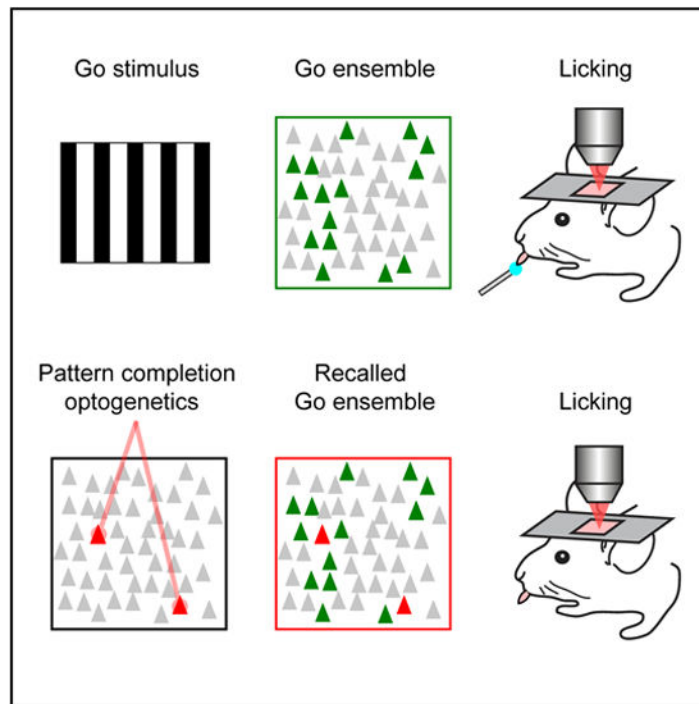 Go stimulus
Go ensemble
Licking
Pattern completion
optogenetics
Recalled
Go ensemble
Licking